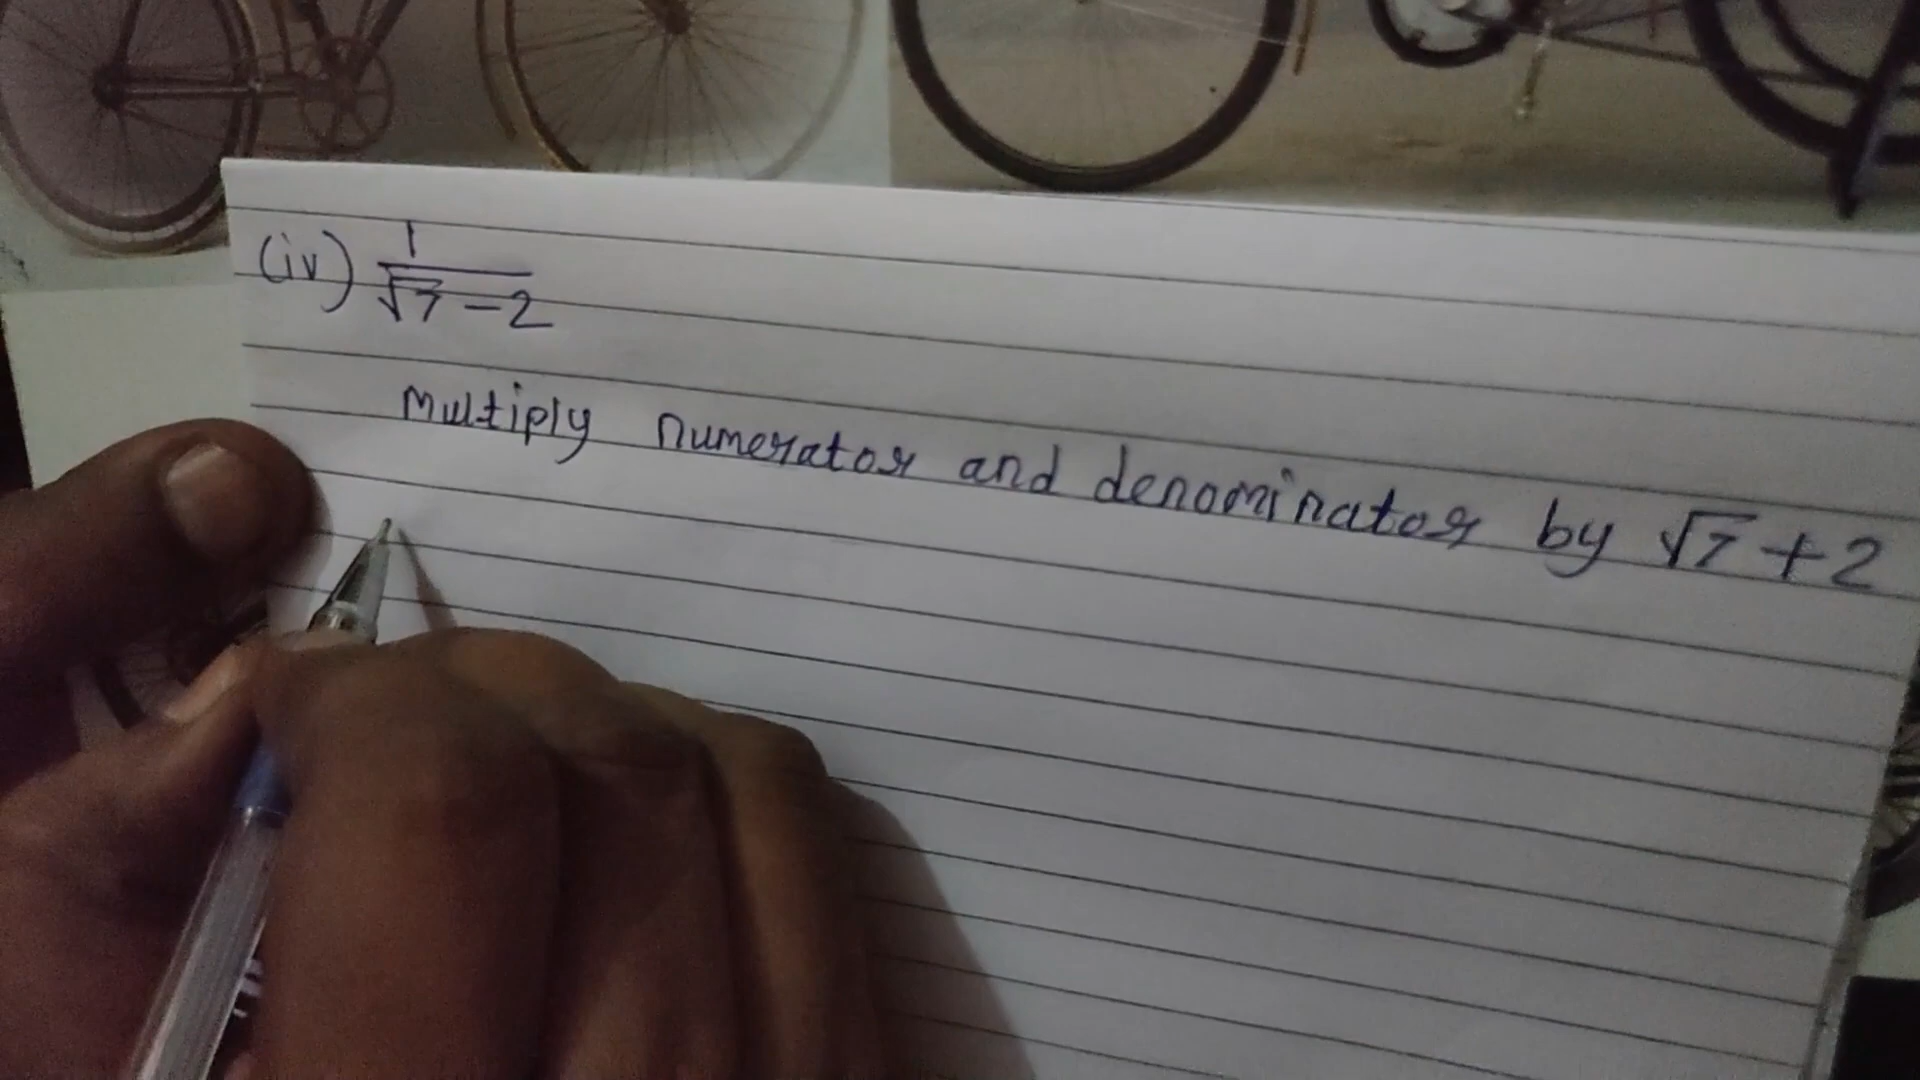 (iv) 1/√7-2
Multiply numerator and denominator by √7+2